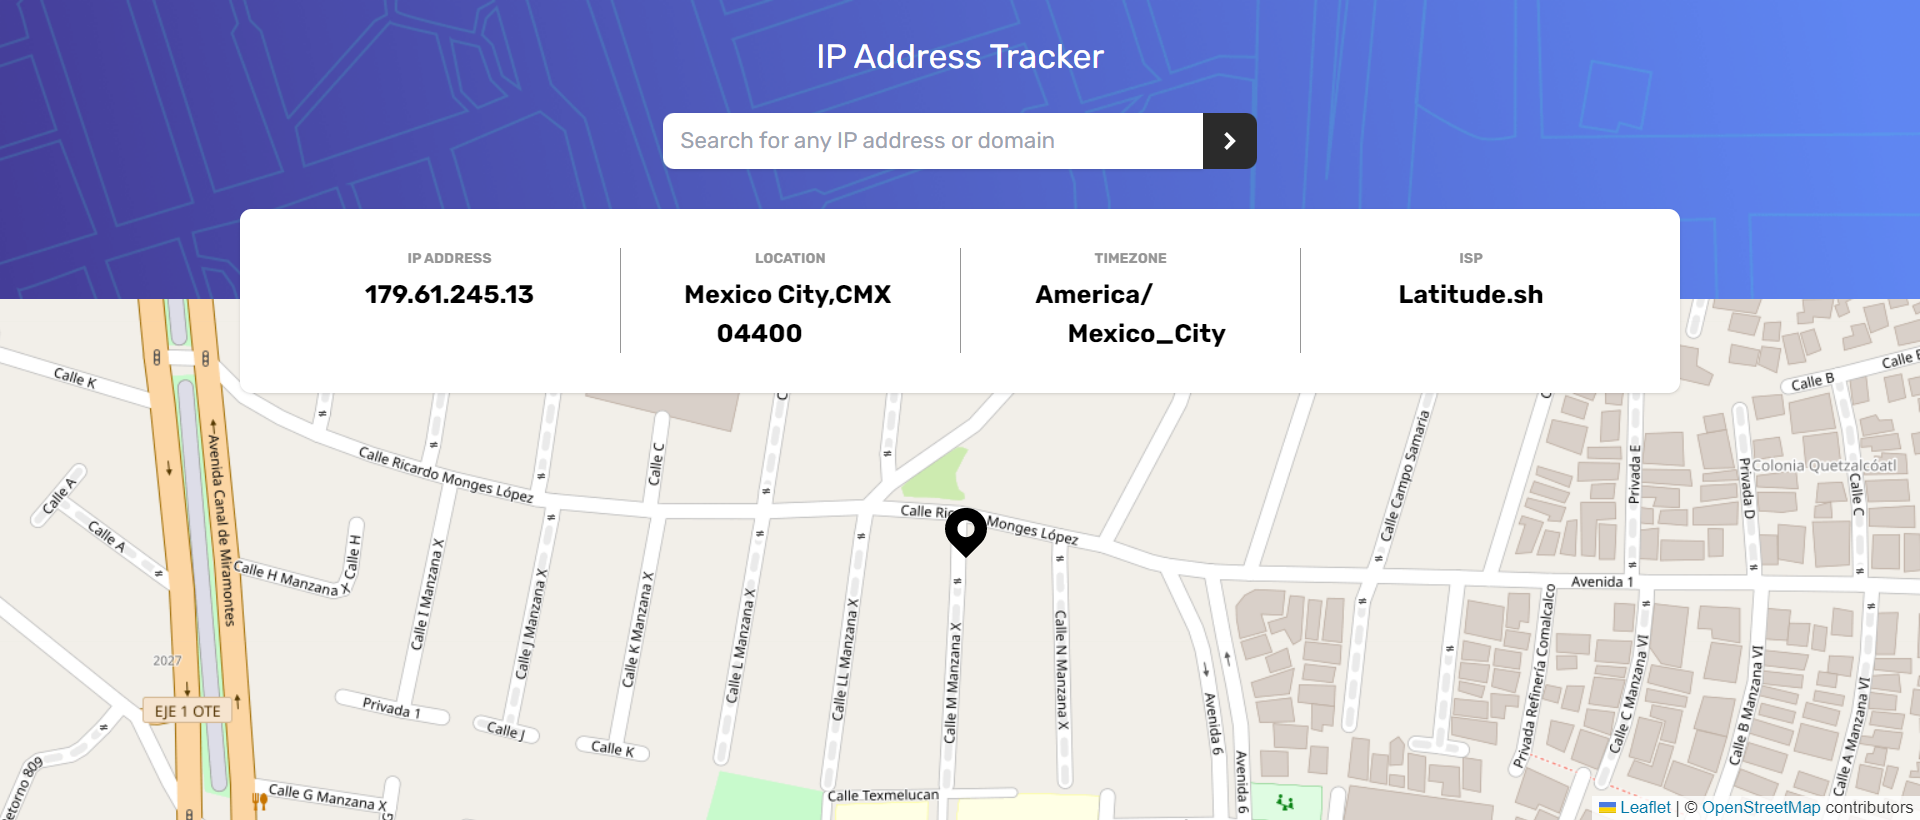 IP Address Tracker
Search for any IP address or domain
IP ADDRESS
179.61.245.13
LOCATION
Mexico City,CMX
04400
TIMEZONE
America/
Mexico_City
ISP
Latitude.sh
Calle K
Calle B
Calle Ricardo Monges López
Calle C
Calle Campo Samaria
Privada E
Privada D
Colonia Quetzalcóatl
Calle C
Avenida Canal de Miramontes
Calle A
Calle A
Calle H
Calle H Manzana X
Monges López
Avenida 1
Calle I Manzana X
Calle J Manzana X
Calle K Manzana X
Calle L Manzana X
Calle LL Manzana X
Calle M Manzana X
Calle N Manzana X
Privada Refinería Comalcalco
Calle C Manzana VI
Calle B Manzana VI
Calle A Manzana VI
2027
EJE 1 OTE
Privada 1
Calle J
Calle K
Avenida 6
Avenida 6
etorno 809
Calle G Manzana X
Calle Texmelucan
Leaflet | © OpenStreetMap contributors